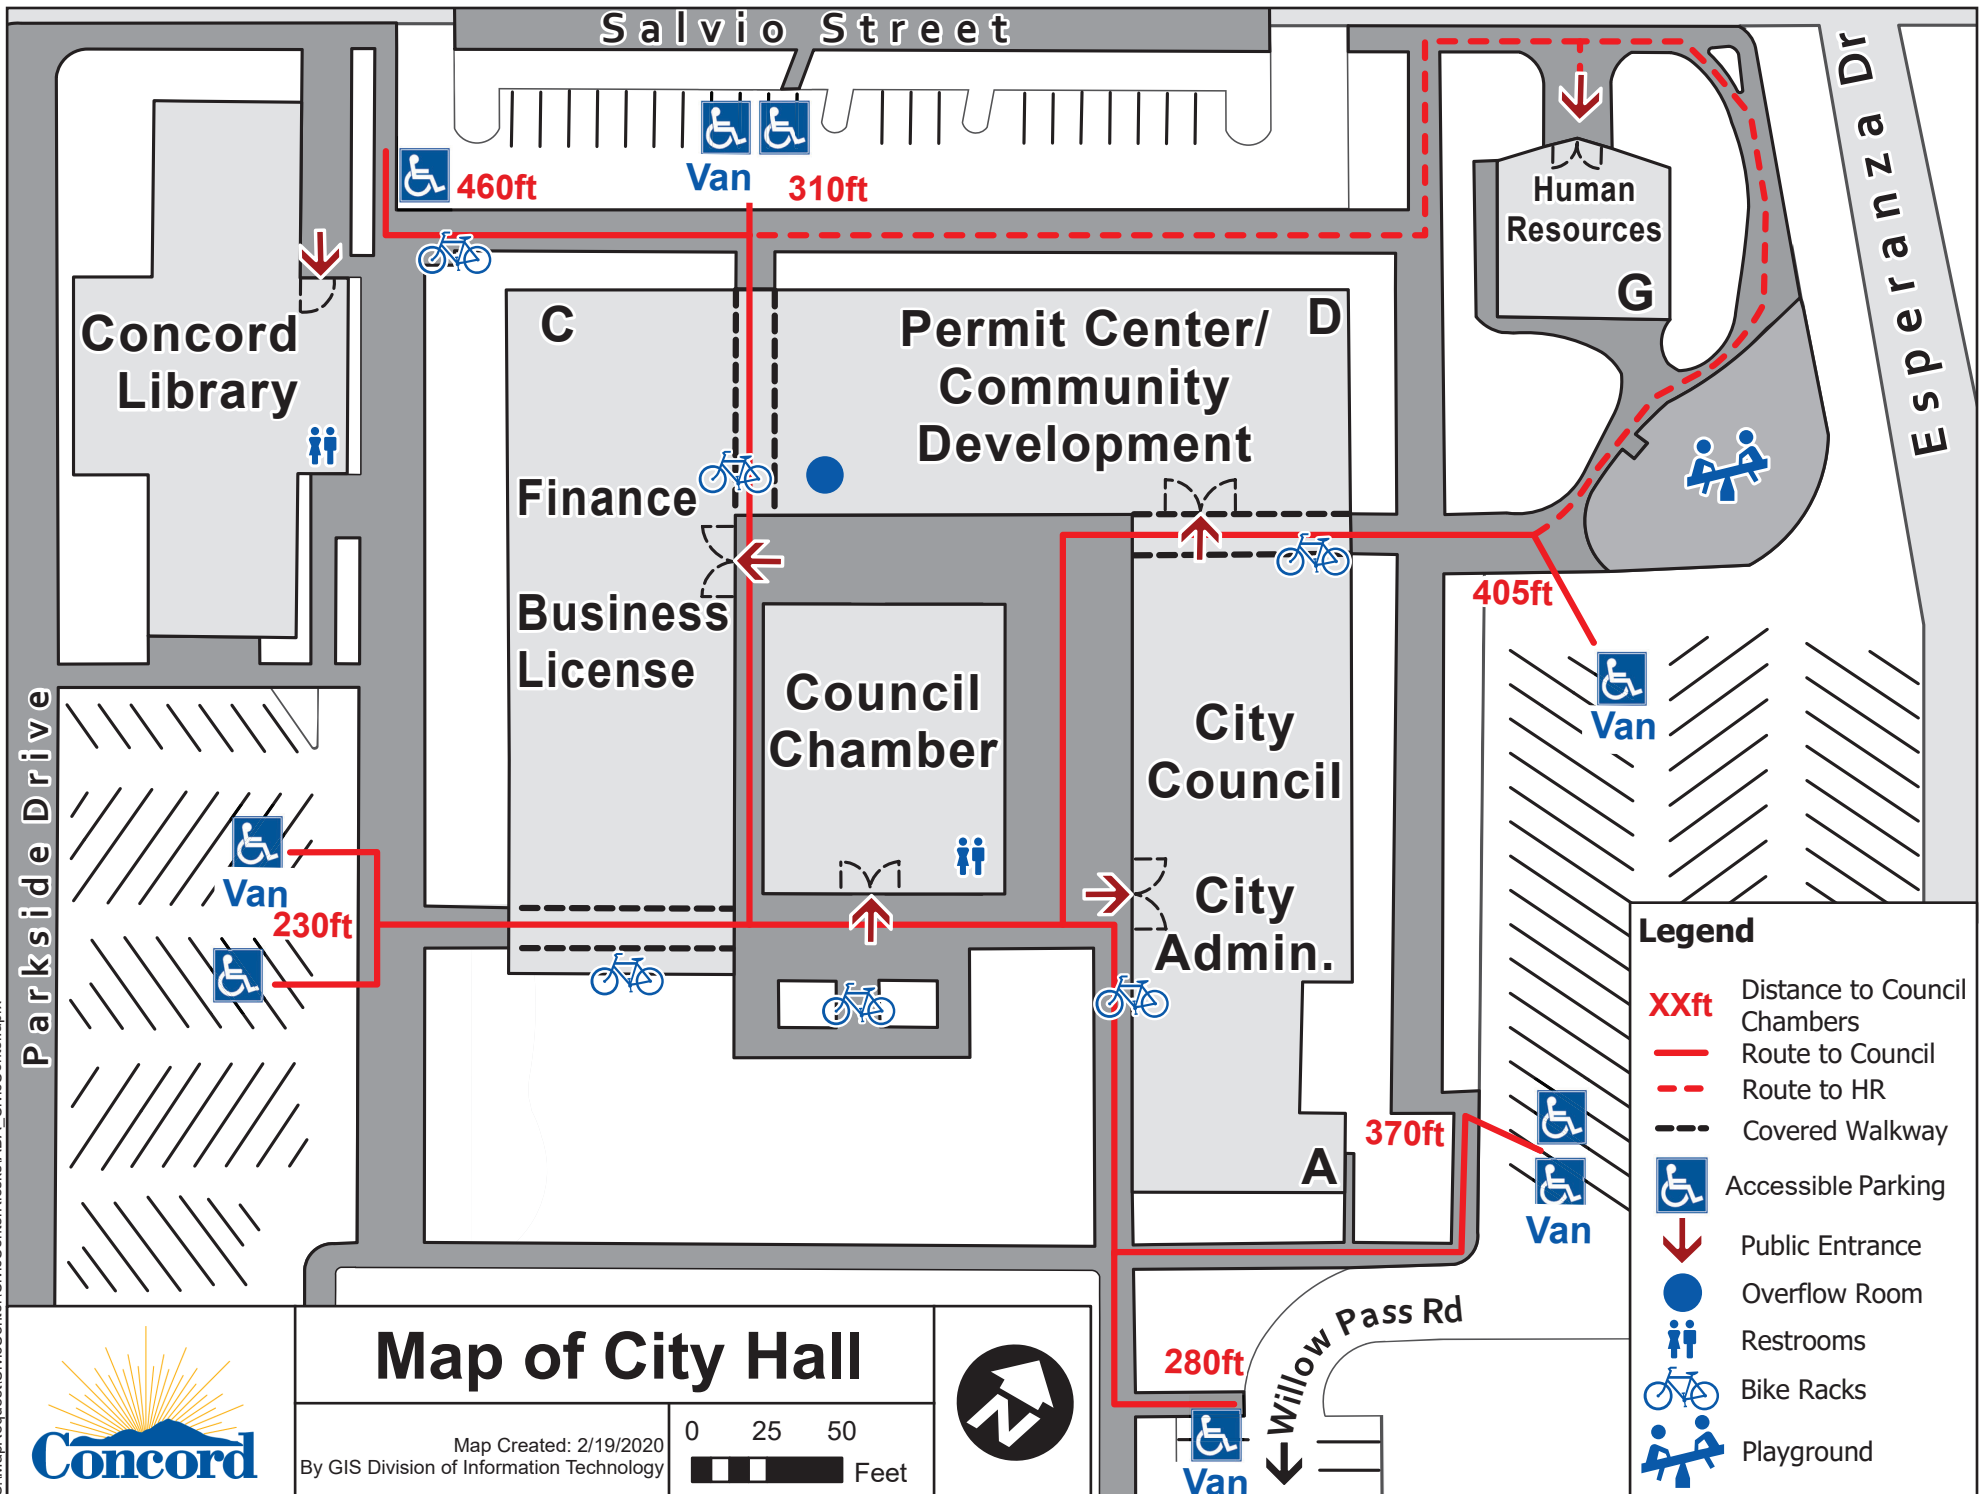 Salvio Street
Esperanza Dr
460ft
Van
310ft
Human
Resources
G
Concord
Library
C
Permit Center/
D
Community
Development
Finance
Business
License
405ft
Van
Council
Chamber
City
Council
City
Admin.
Parkside Drive
Van
230ft
370ft
A
Van
280ft
Van
Willow Pass Rd
Legend
XXft
Distance to Council
Chambers
Route to Council
Route to HR
Covered Walkway
Accessible Parking
Public Entrance
Overflow Room
Restrooms
Bike Racks
Playground
Concord
Map of City Hall
Map Created: 2/19/2020
By GIS Division of Information Technology
0 25 50
Feet
N